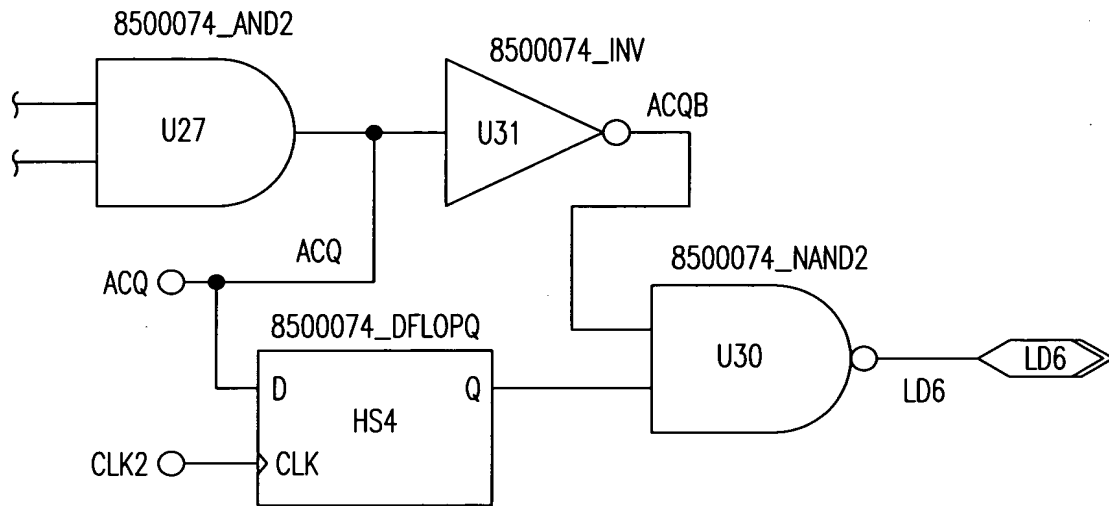 8500074_AND2
8500074_INV
U27
U31
ACQB
ACQ
ACQ
8500074_NAND2
8500074_DFLOPQ
D
Q
HS4
U30
LD6
LD6
CLK2
CLK